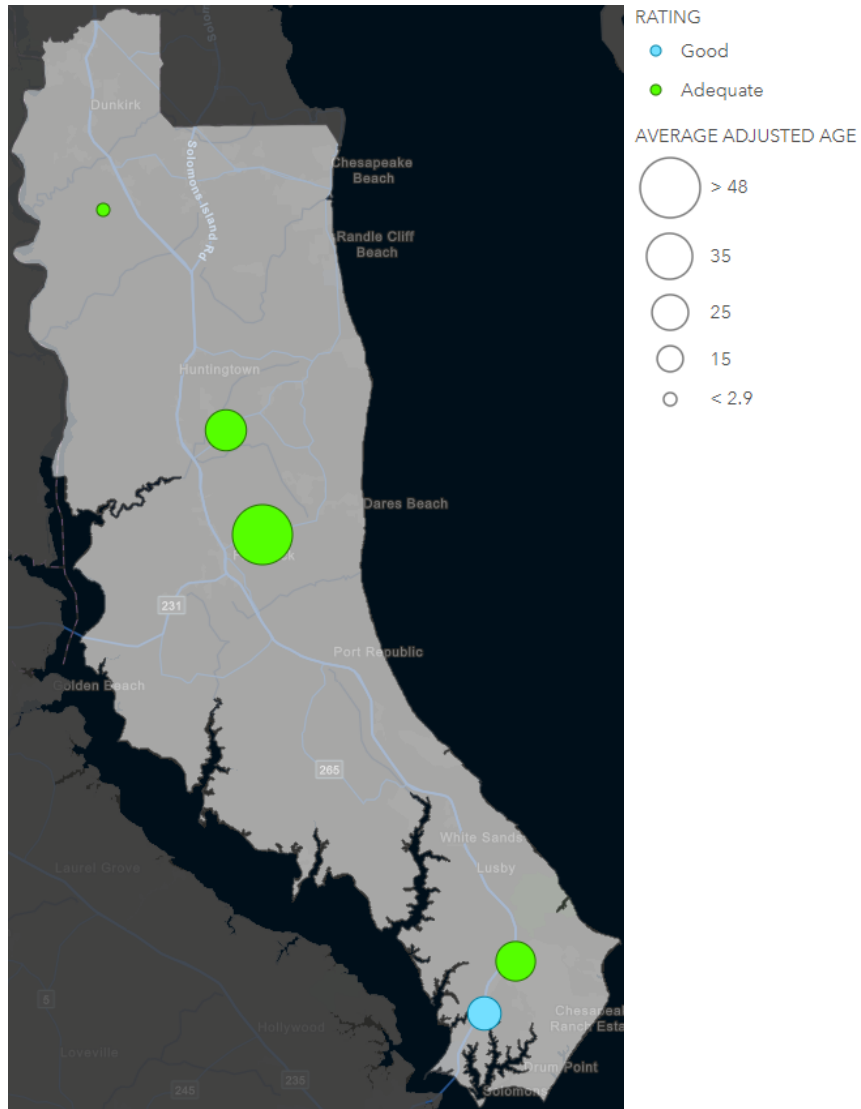 RATING
Good
Adequate
AVERAGE ADJUSTED AGE
> 48
35
25
15
< 2.9
Dunkirk
Solomons Island Rd
Chesapeake
Beach
Randle Cliff
Beach
Huntingtown
Dares Beach
231
Port Republic
Golden Beach
265
White Sands
Lusby
Laurel Grove
5
Hollywood
Loveville
Ranch
Drum Point
Solomons
235
245